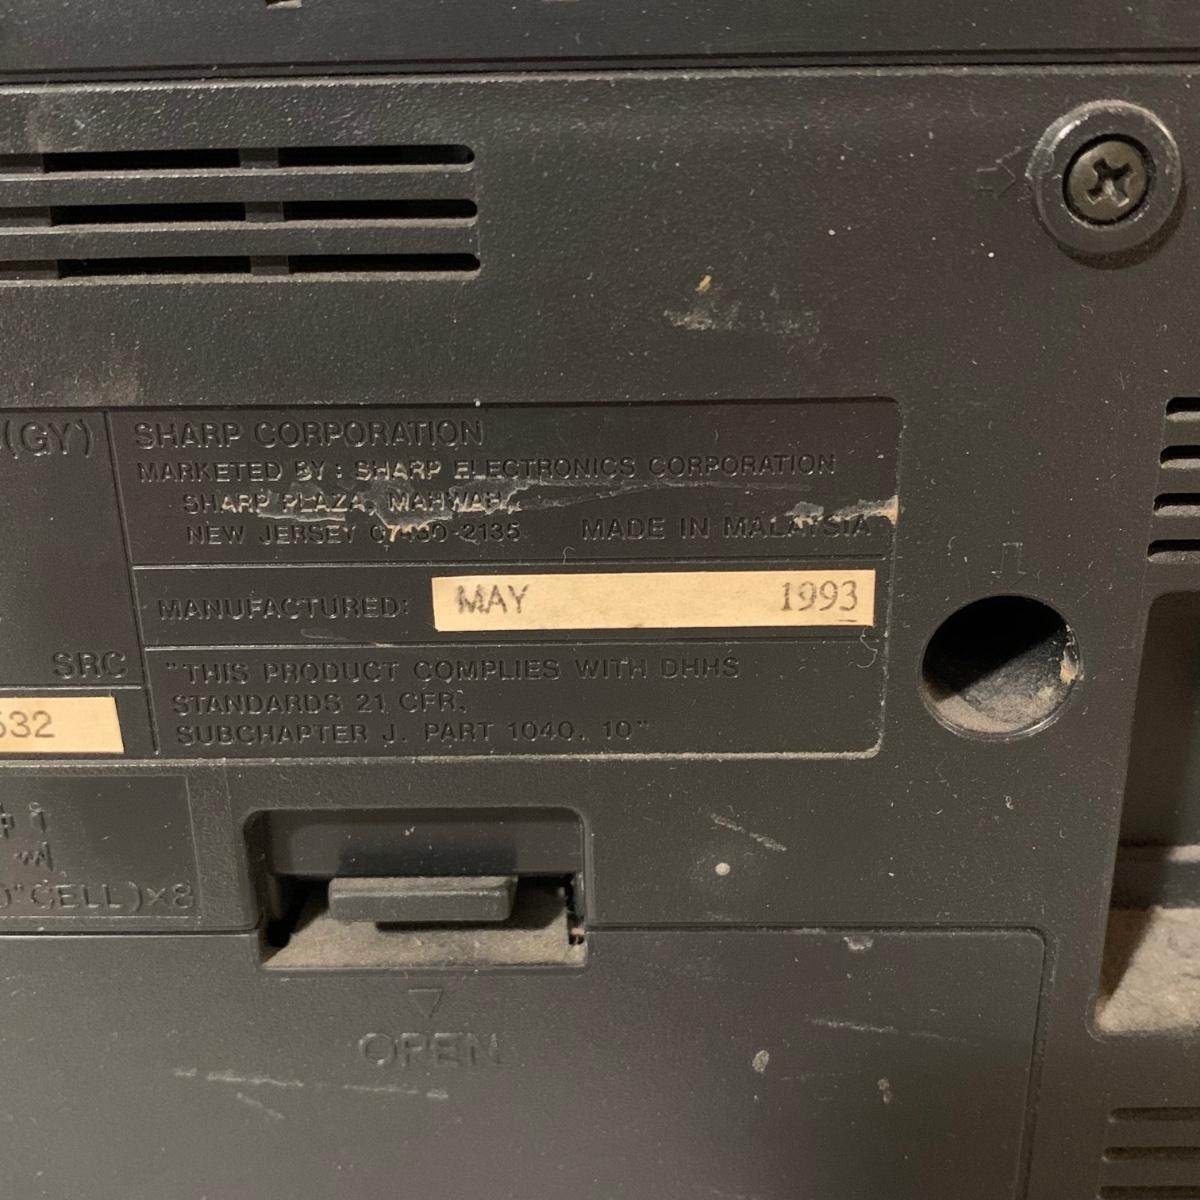 (GY)
SHARP CORPORATION
MARKETED BY : SHARP ELECTRONICS CORPORATION
SHARP PLAZA, MAHWAH,
NEW JERSEY 07430-2135 MADE IN MALAYSIA
MANUFACTURED: MAY 1993
SRC
"THIS PRODUCT COMPLIES WITH DHHS
STANDARDS 21 CFR,
SUBCHAPTER J. PART 1040. 10"
532
"CELL)×8
OPEN